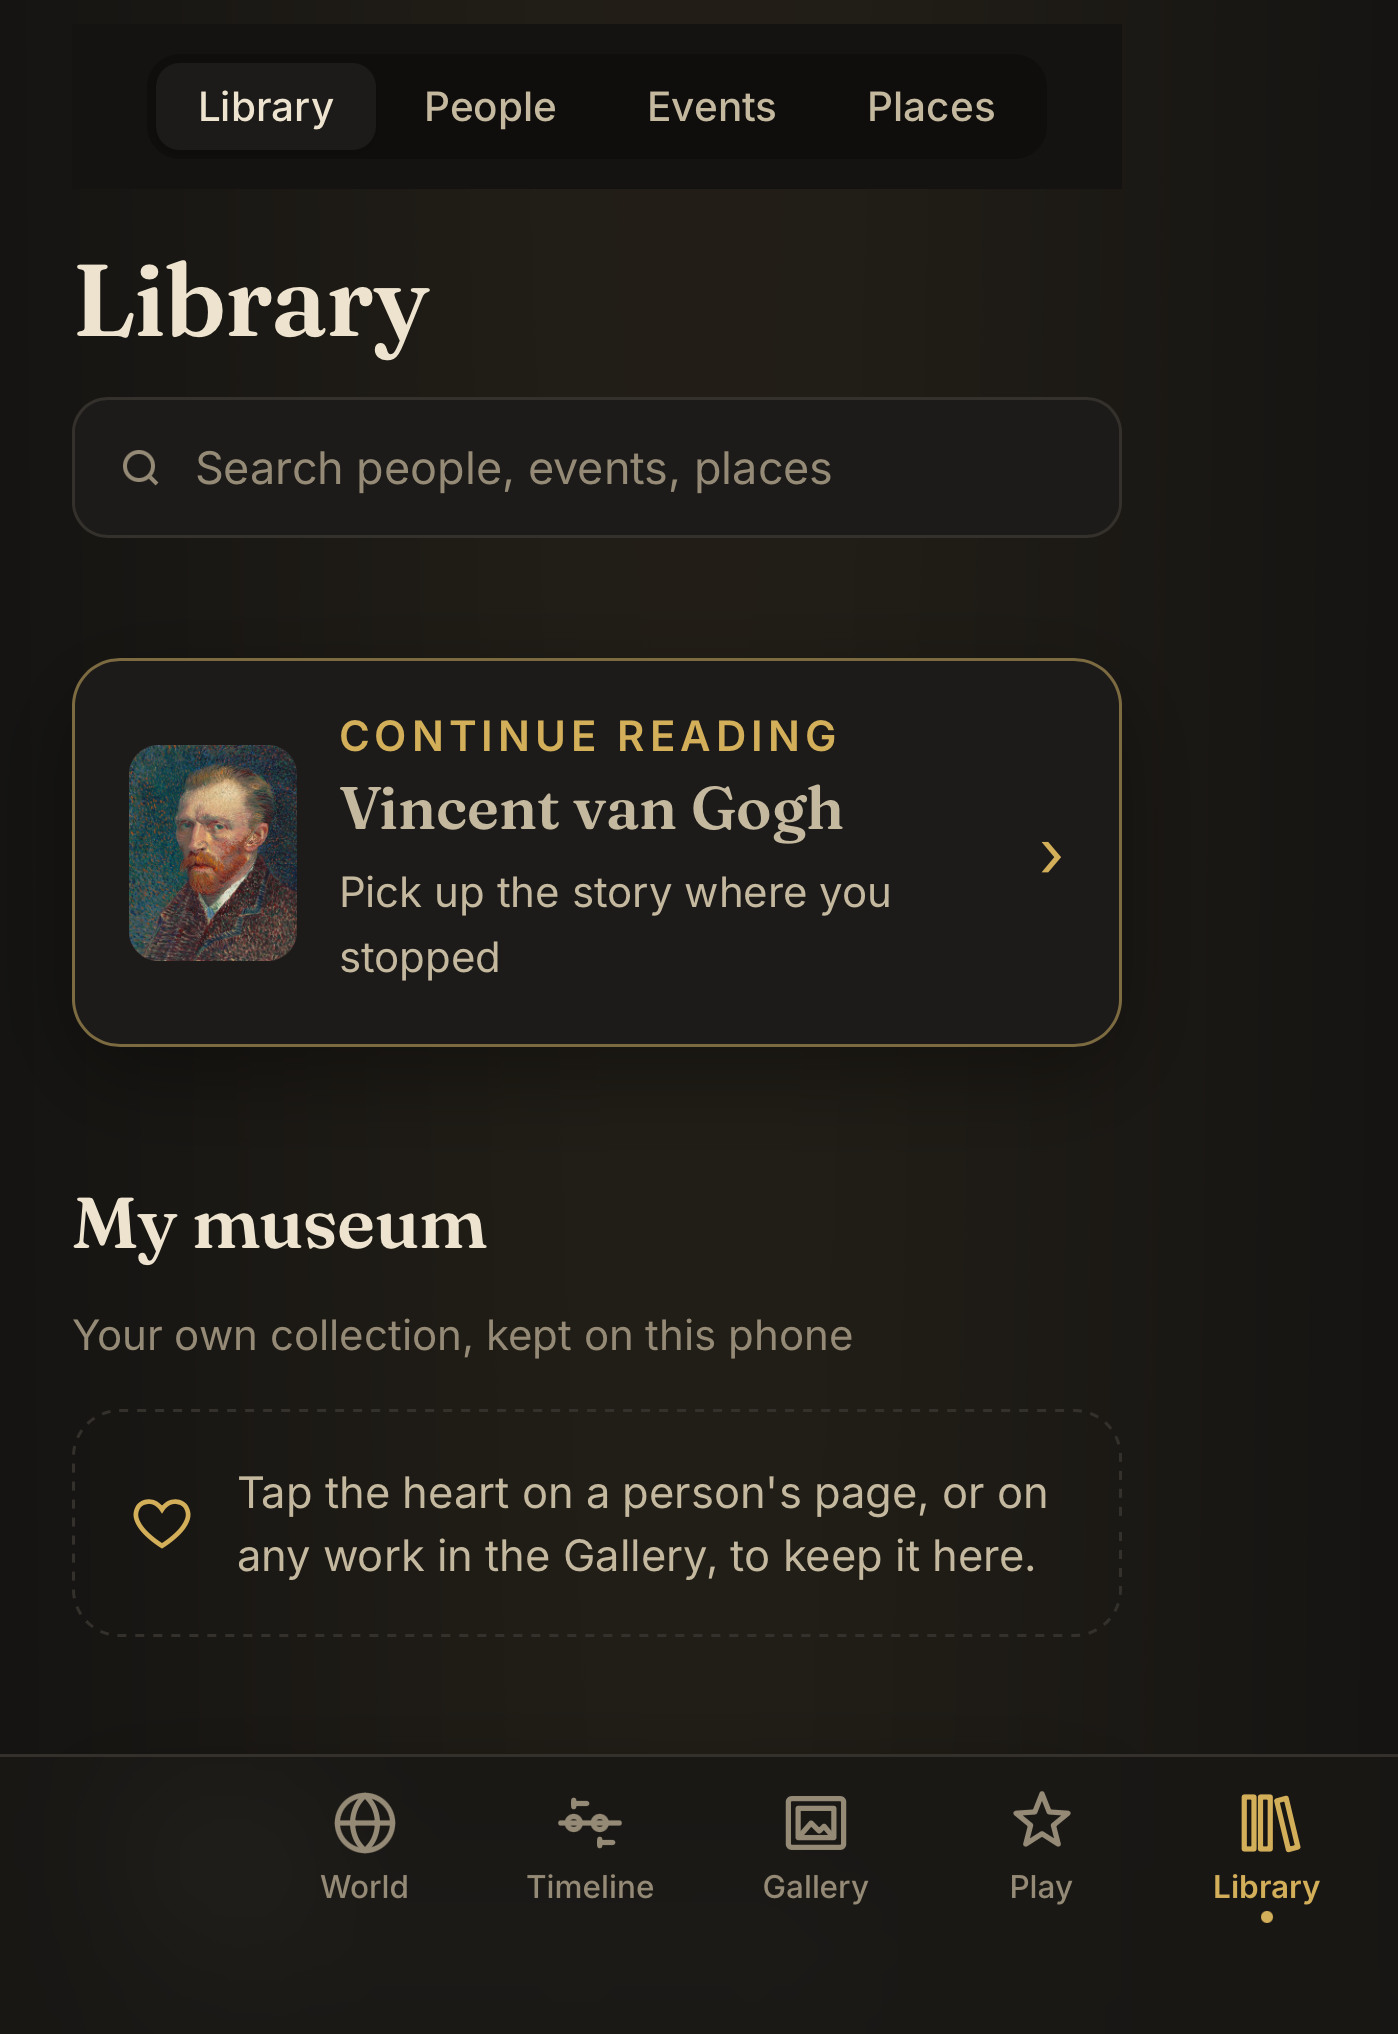 Library People Events Places
Library
Search people, events, places
CONTINUE READING
Vincent van Gogh
Pick up the story where you
stopped
My museum
Your own collection, kept on this phone
Tap the heart on a person's page, or on
any work in the Gallery, to keep it here.
World Timeline Gallery Play Library